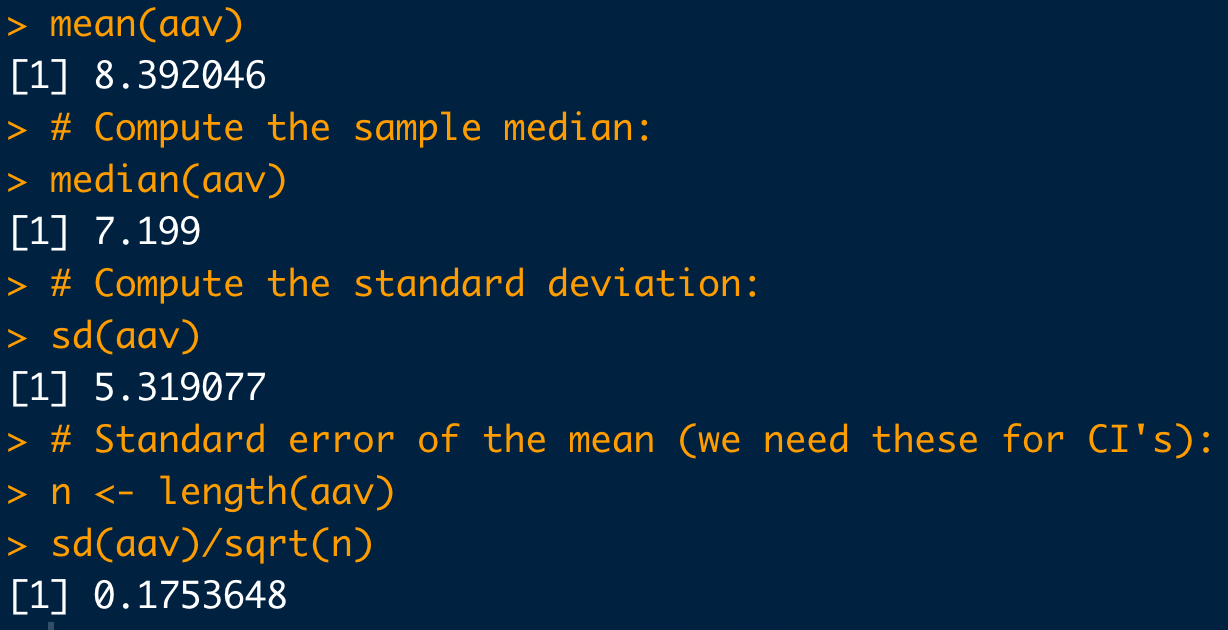 > mean(aav)
[1] 8.392046
> # Compute the sample median:
> median(aav)
[1] 7.199
> # Compute the standard deviation:
> sd(aav)
[1] 5.319077
> # Standard error of the mean (we need these for CI's):
> n <- length(aav)
> sd(aav)/sqrt(n)
[1] 0.1753648